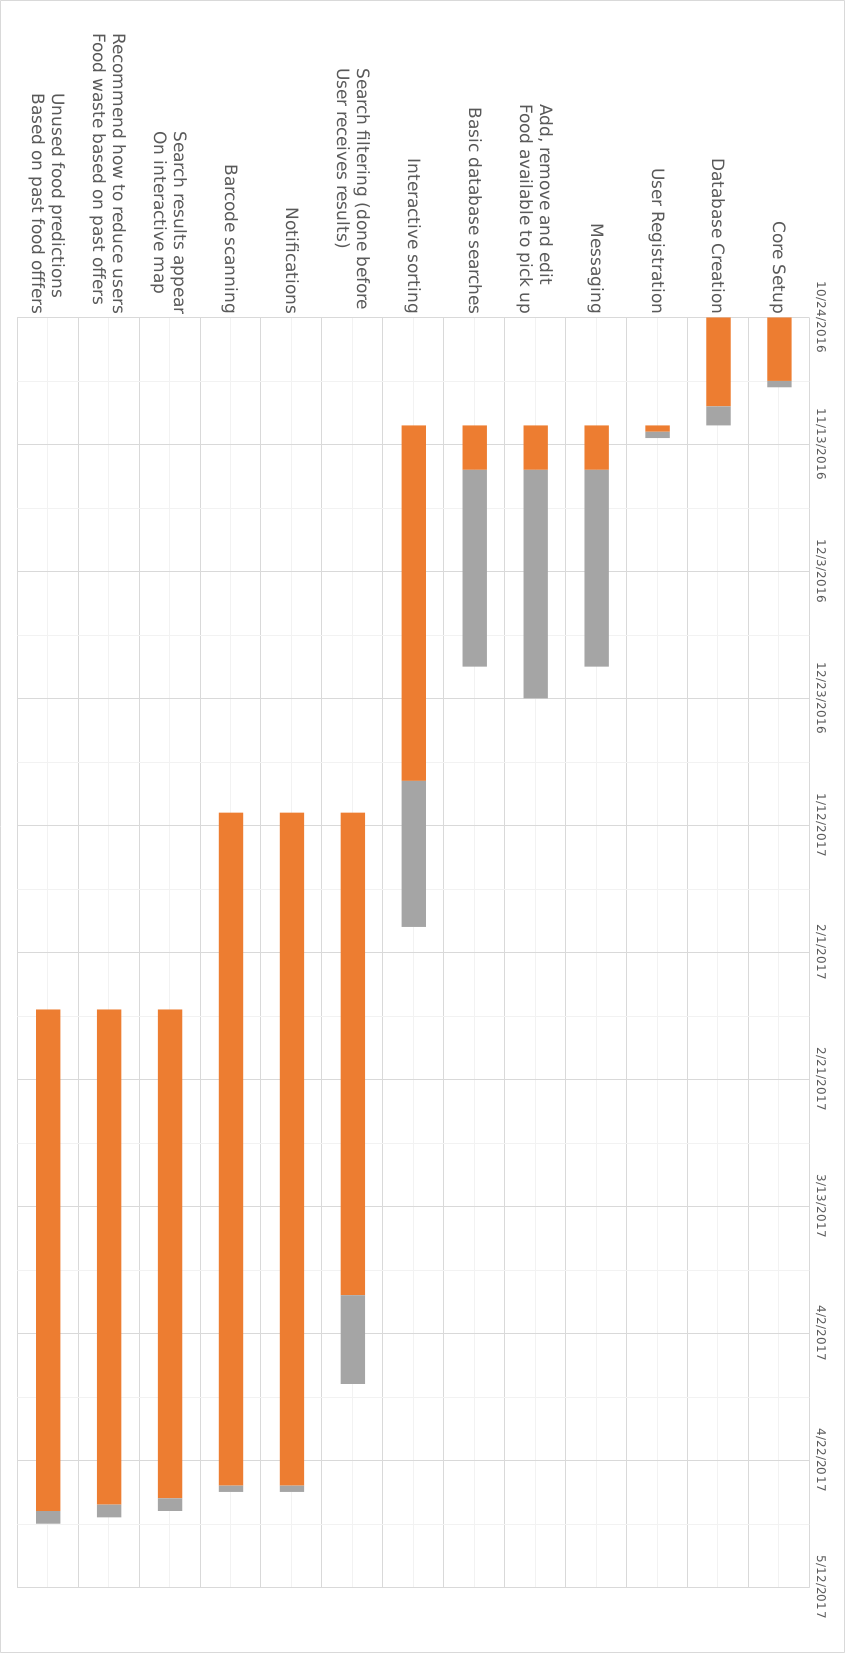 10/24/2016
11/13/2016
12/3/2016
12/23/2016
1/12/2017
2/1/2017
2/21/2017
3/13/2017
4/2/2017
4/22/2017
5/12/2017
Core Setup
Database Creation
User Registration
Messaging
Add, remove and edit
Food available to pick up
Basic database searches
Interactive sorting
Search filtering (done before
User receives results)
Notifications
Barcode scanning
Search results appear
On interactive map
Recommend how to reduce users
Food waste based on past offers
Unused food predictions
Based on past food offfers